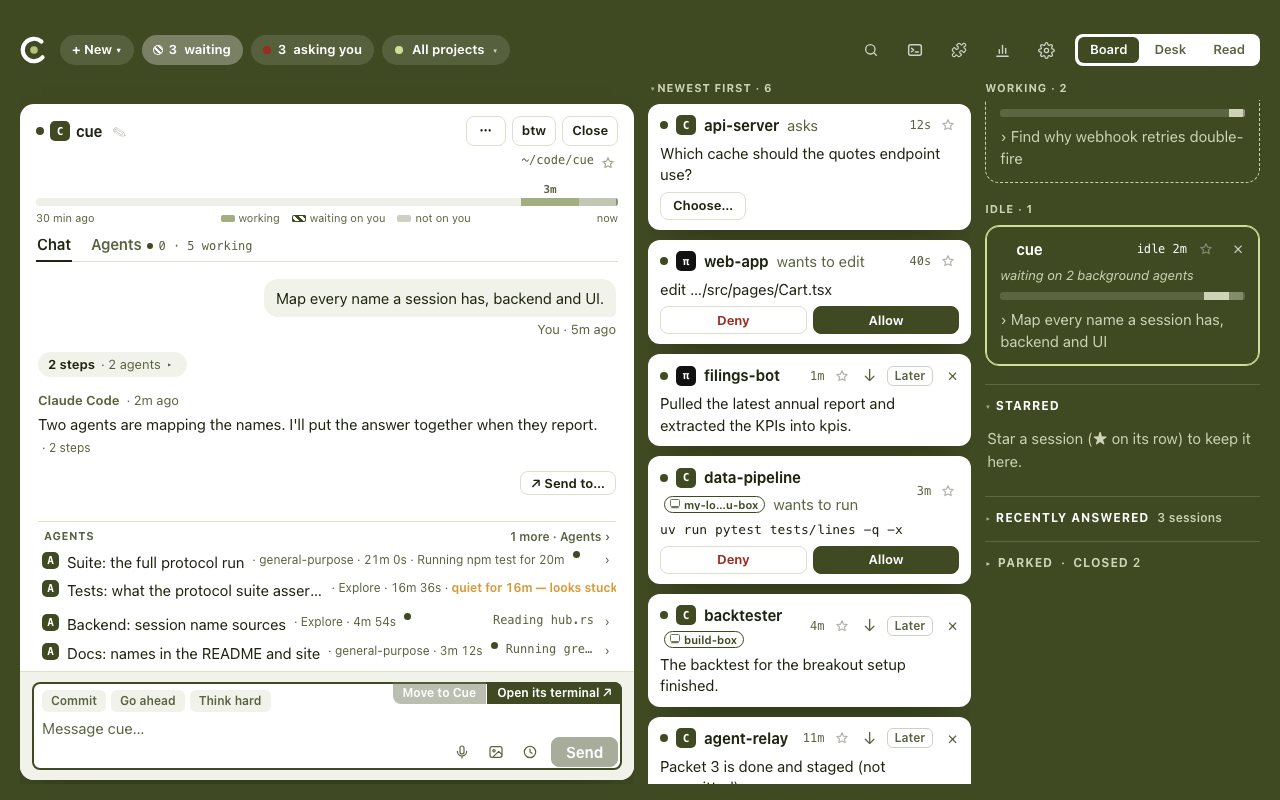 + New ▾
3 waiting
3 asking you
All projects ▾
Board
Desk
Read
C cue
···
btw
Close
~/code/cue
3m
30 min ago
working
waiting on you
not on you
now
Chat
Agents ● 0 · 5 working
Map every name a session has, backend and UI.
You · 5m ago
2 steps · 2 agents ▸
Claude Code · 2m ago
Two agents are mapping the names. I'll put the answer together when they report.
· 2 steps
↗ Send to...
AGENTS
1 more · Agents ›
A Suite: the full protocol run · general-purpose · 21m 0s · Running npm test for 20m ›
A Tests: what the protocol suite asser... · Explore · 16m 36s · quiet for 16m — looks stuck
A Backend: session name sources · Explore · 4m 54s Reading hub.rs ›
A Docs: names in the README and site · general-purpose · 3m 12s Running gre… ›
Commit
Go ahead
Think hard
Move to Cue
Open its terminal ↗
Message cue...
Send
▾ NEWEST FIRST · 6
C api-server asks 12s
Which cache should the quotes endpoint
use?
Choose...
π web-app wants to edit 40s
edit .../src/pages/Cart.tsx
Deny
Allow
π filings-bot 1m ↓ Later ×
Pulled the latest annual report and
extracted the KPIs into kpis.
C data-pipeline
my-lo...u-box wants to run 3m
uv run pytest tests/lines -q -x
Deny
Allow
C backtester
build-box 4m ↓ Later ×
The backtest for the breakout setup
finished.
C agent-relay 11m ↓ Later ×
Packet 3 is done and staged (not
WORKING · 2
› Find why webhook retries double-
fire
IDLE · 1
cue idle 2m ☆ ×
waiting on 2 background agents
› Map every name a session has,
backend and UI
▾ STARRED
Star a session (★ on its row) to keep it
here.
▸ RECENTLY ANSWERED 3 sessions
▸ PARKED · CLOSED 2